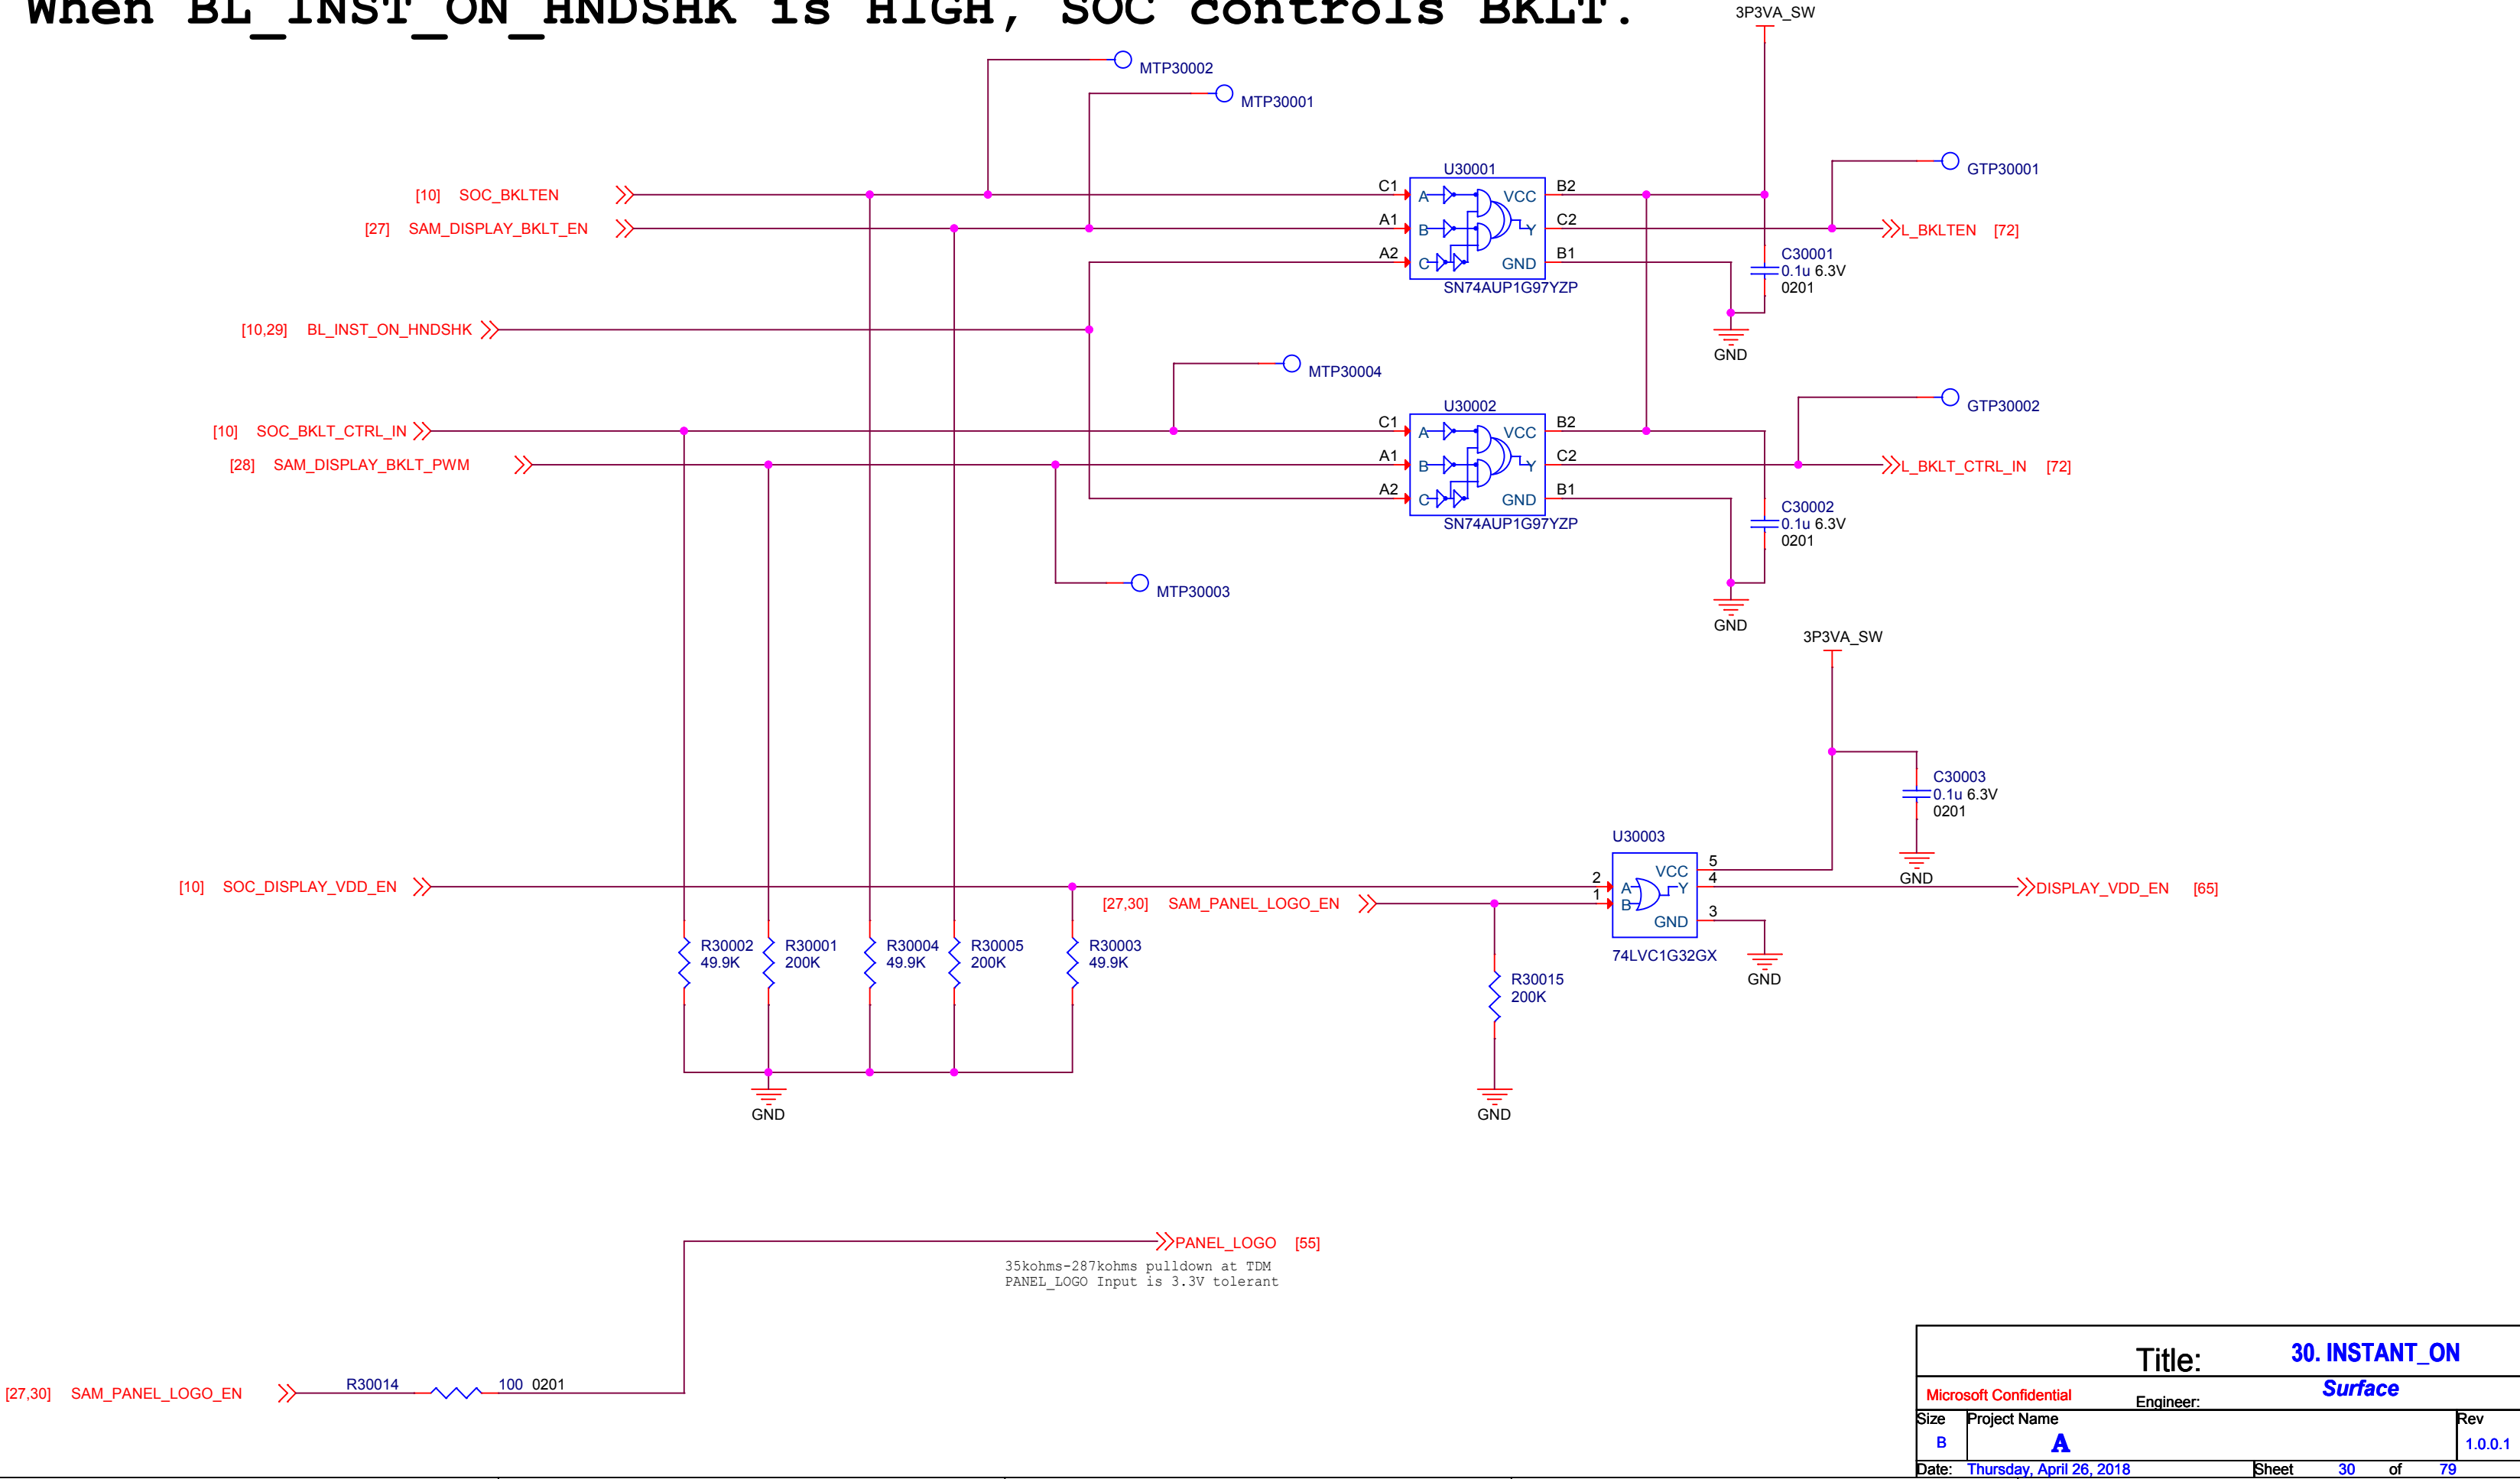 When BL_INST_ON_HNDSHK is HIGH, SOC controls BKLT.
3P3VA_SW
MTP30002
MTP30001
GTP30001
U30001
[10] SOC_BKLTEN
C1 A VCC B2
[27] SAM_DISPLAY_BKLT_EN
A1 B Y C2
L_BKLTEN [72]
A2 C GND B1
SN74AUP1G97YZP
C30001
0.1u 6.3V
0201
GND
[10,29] BL_INST_ON_HNDSHK
MTP30004
GTP30002
U30002
[10] SOC_BKLT_CTRL_IN
C1 A VCC B2
[28] SAM_DISPLAY_BKLT_PWM
A1 B Y C2
L_BKLT_CTRL_IN [72]
A2 C GND B1
SN74AUP1G97YZP
C30002
0.1u 6.3V
0201
MTP30003
GND
3P3VA_SW
C30003
0.1u 6.3V
0201
GND
U30003
VCC 5
[10] SOC_DISPLAY_VDD_EN
2 A Y 4
DISPLAY_VDD_EN [65]
[27,30] SAM_PANEL_LOGO_EN
1 B
GND 3
74LVC1G32GX
GND
R30002
49.9K
R30001
200K
R30004
49.9K
R30005
200K
R30003
49.9K
R30015
200K
GND
GND
PANEL_LOGO [55]
35kohms-287kohms pulldown at TDM
PANEL_LOGO Input is 3.3V tolerant
[27,30] SAM_PANEL_LOGO_EN
R30014 100 0201
Title: 30. INSTANT_ON
Microsoft Confidential Engineer: Surface
Size Project Name Rev
B A 1.0.0.1
Date: Thursday, April 26, 2018 Sheet 30 of 79